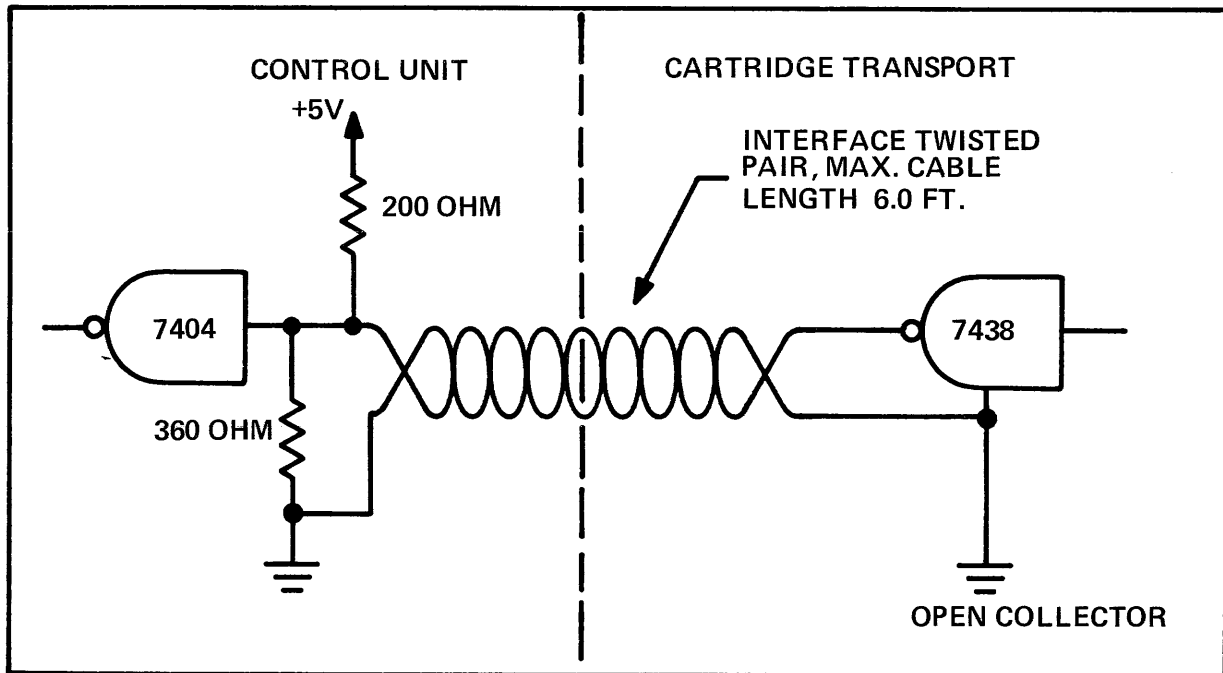 CONTROL UNIT
+5V
200 OHM
7404
360 OHM
CARTRIDGE TRANSPORT
INTERFACE TWISTED
PAIR, MAX. CABLE
LENGTH 6.0 FT.
7438
OPEN COLLECTOR